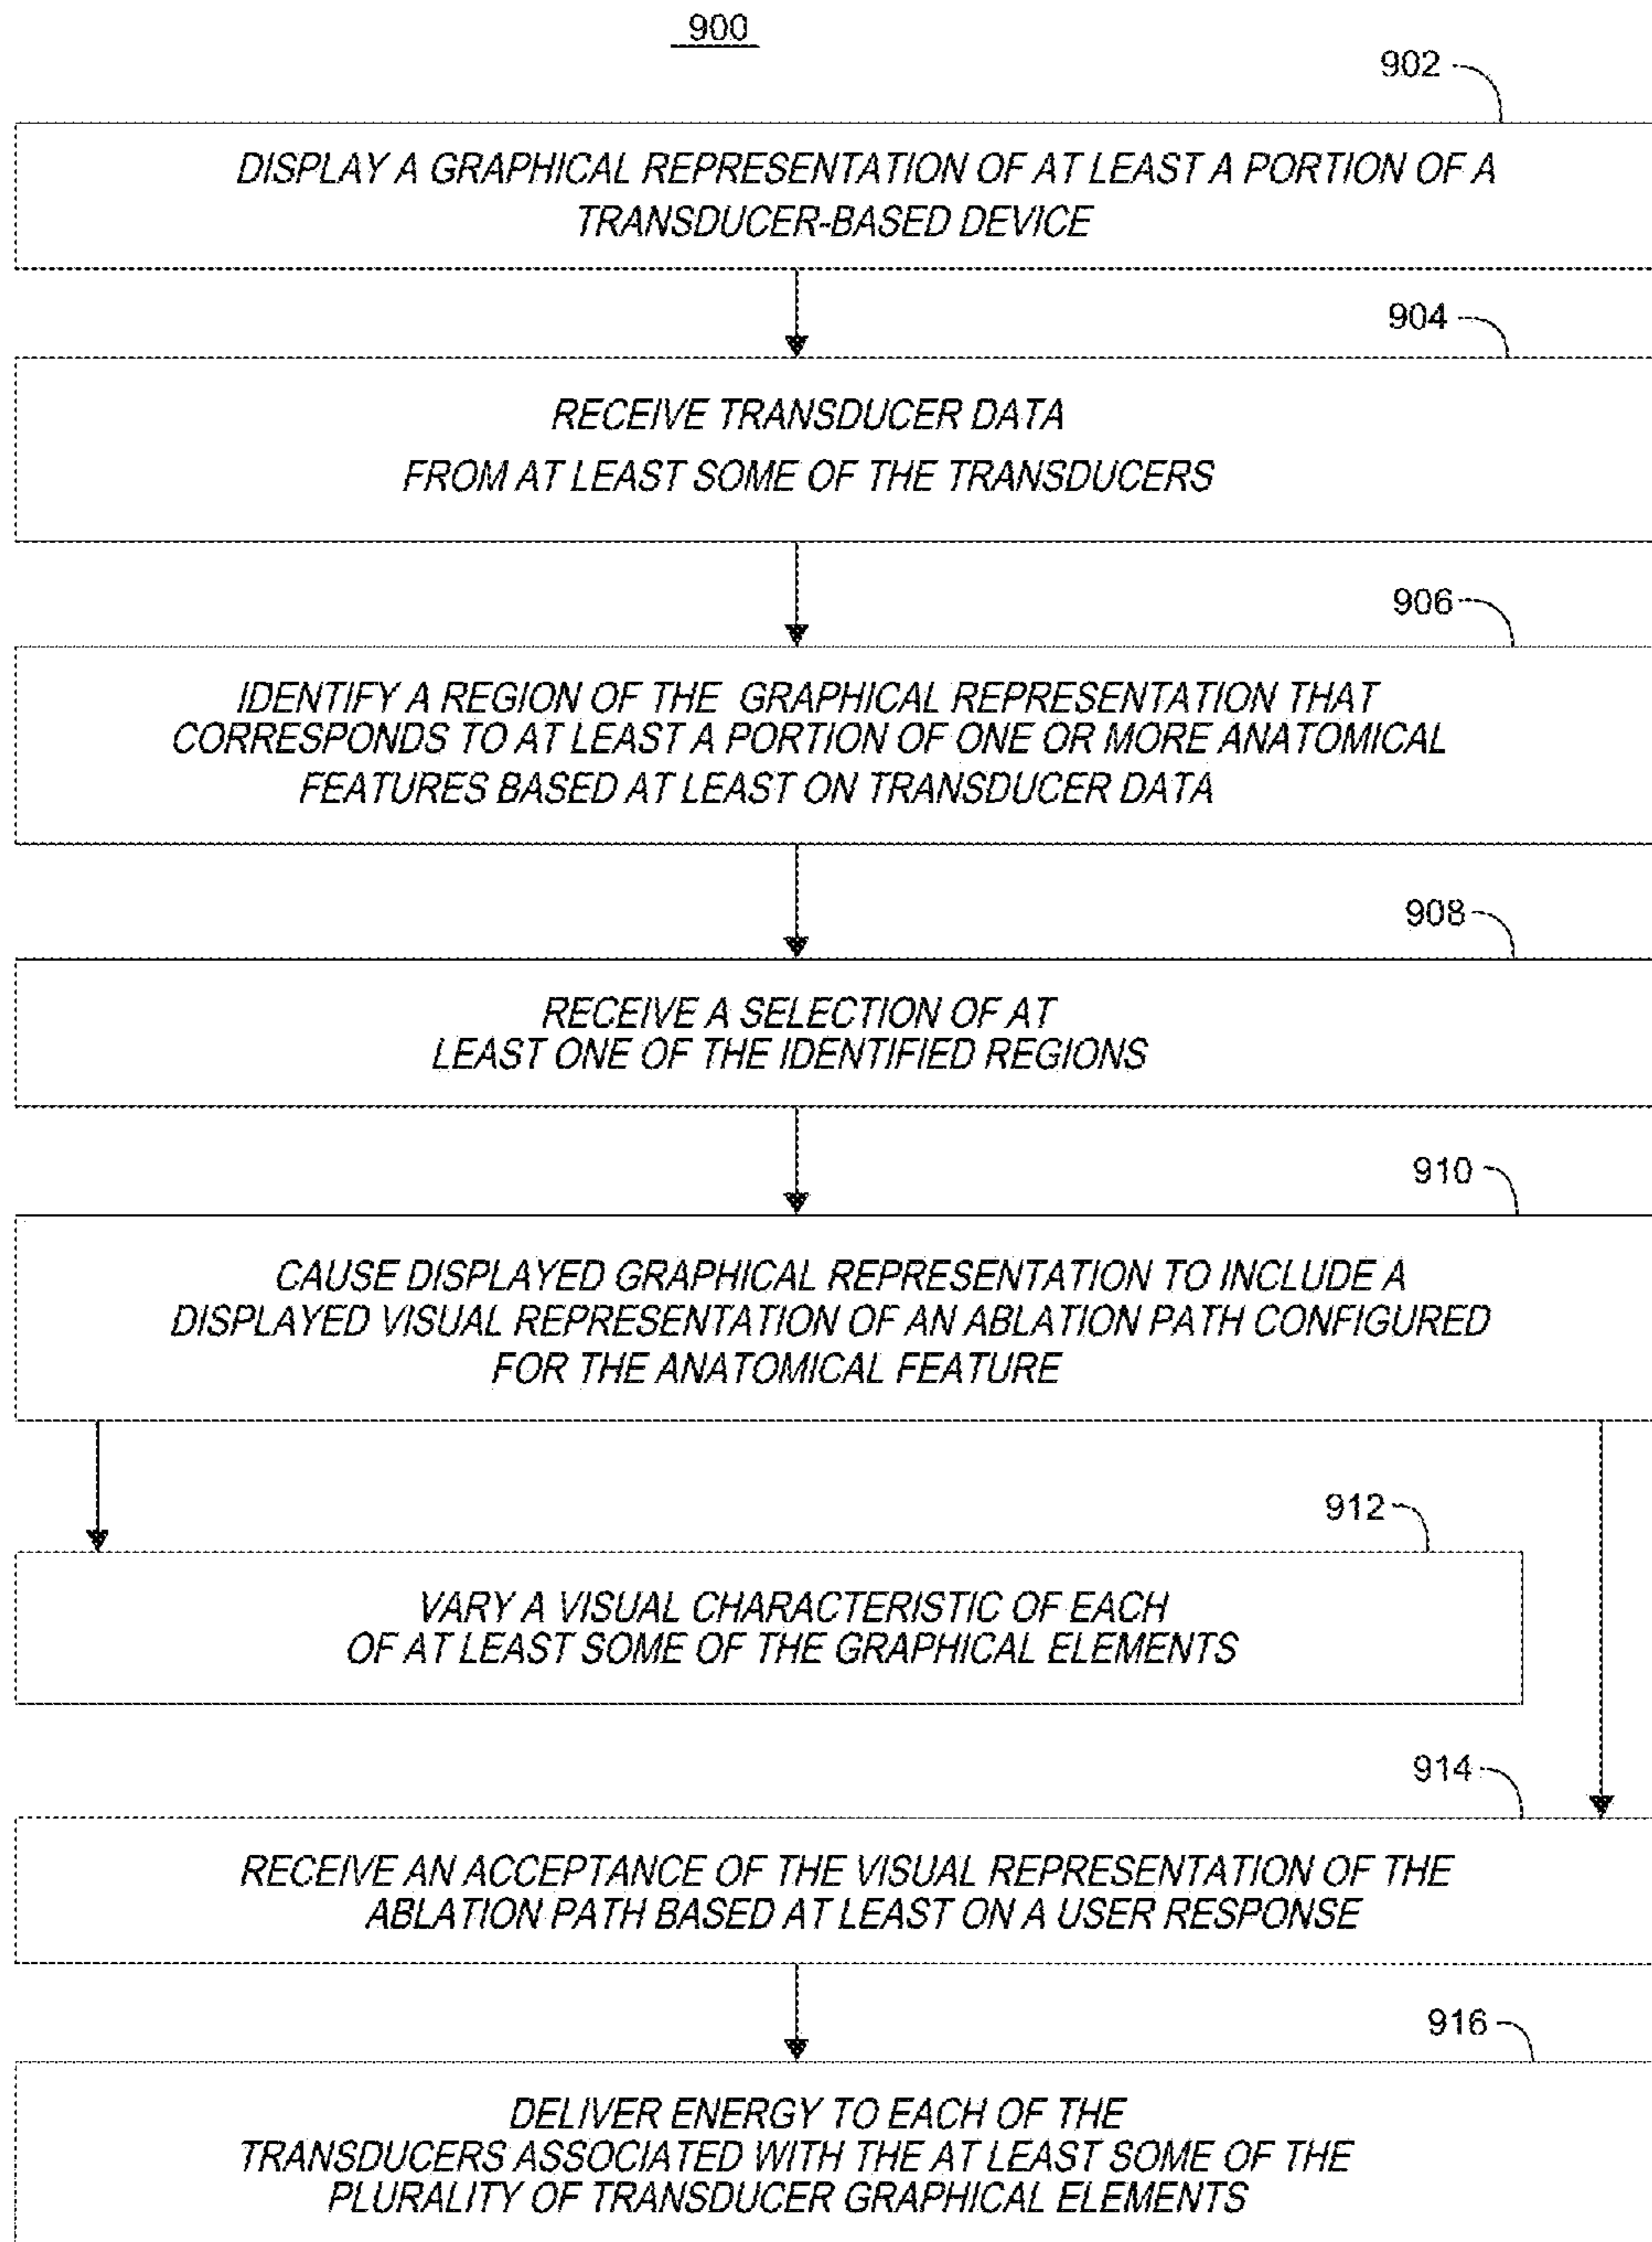 900
902
DISPLAY A GRAPHICAL REPRESENTATION OF AT LEAST A PORTION OF A
TRANSDUCER-BASED DEVICE
904
RECEIVE TRANSDUCER DATA
FROM AT LEAST SOME OF THE TRANSDUCERS
906
IDENTIFY A REGION OF THE GRAPHICAL REPRESENTATION THAT
CORRESPONDS TO AT LEAST A PORTION OF ONE OR MORE ANATOMICAL
FEATURES BASED AT LEAST ON TRANSDUCER DATA
908
RECEIVE A SELECTION OF AT
LEAST ONE OF THE IDENTIFIED REGIONS
910
CAUSE DISPLAYED GRAPHICAL REPRESENTATION TO INCLUDE A
DISPLAYED VISUAL REPRESENTATION OF AN ABLATION PATH CONFIGURED
FOR THE ANATOMICAL FEATURE
912
VARY A VISUAL CHARACTERISTIC OF EACH
OF AT LEAST SOME OF THE GRAPHICAL ELEMENTS
914
RECEIVE AN ACCEPTANCE OF THE VISUAL REPRESENTATION OF THE
ABLATION PATH BASED AT LEAST ON A USER RESPONSE
916
DELIVER ENERGY TO EACH OF THE
TRANSDUCERS ASSOCIATED WITH THE AT LEAST SOME OF THE
PLURALITY OF TRANSDUCER GRAPHICAL ELEMENTS